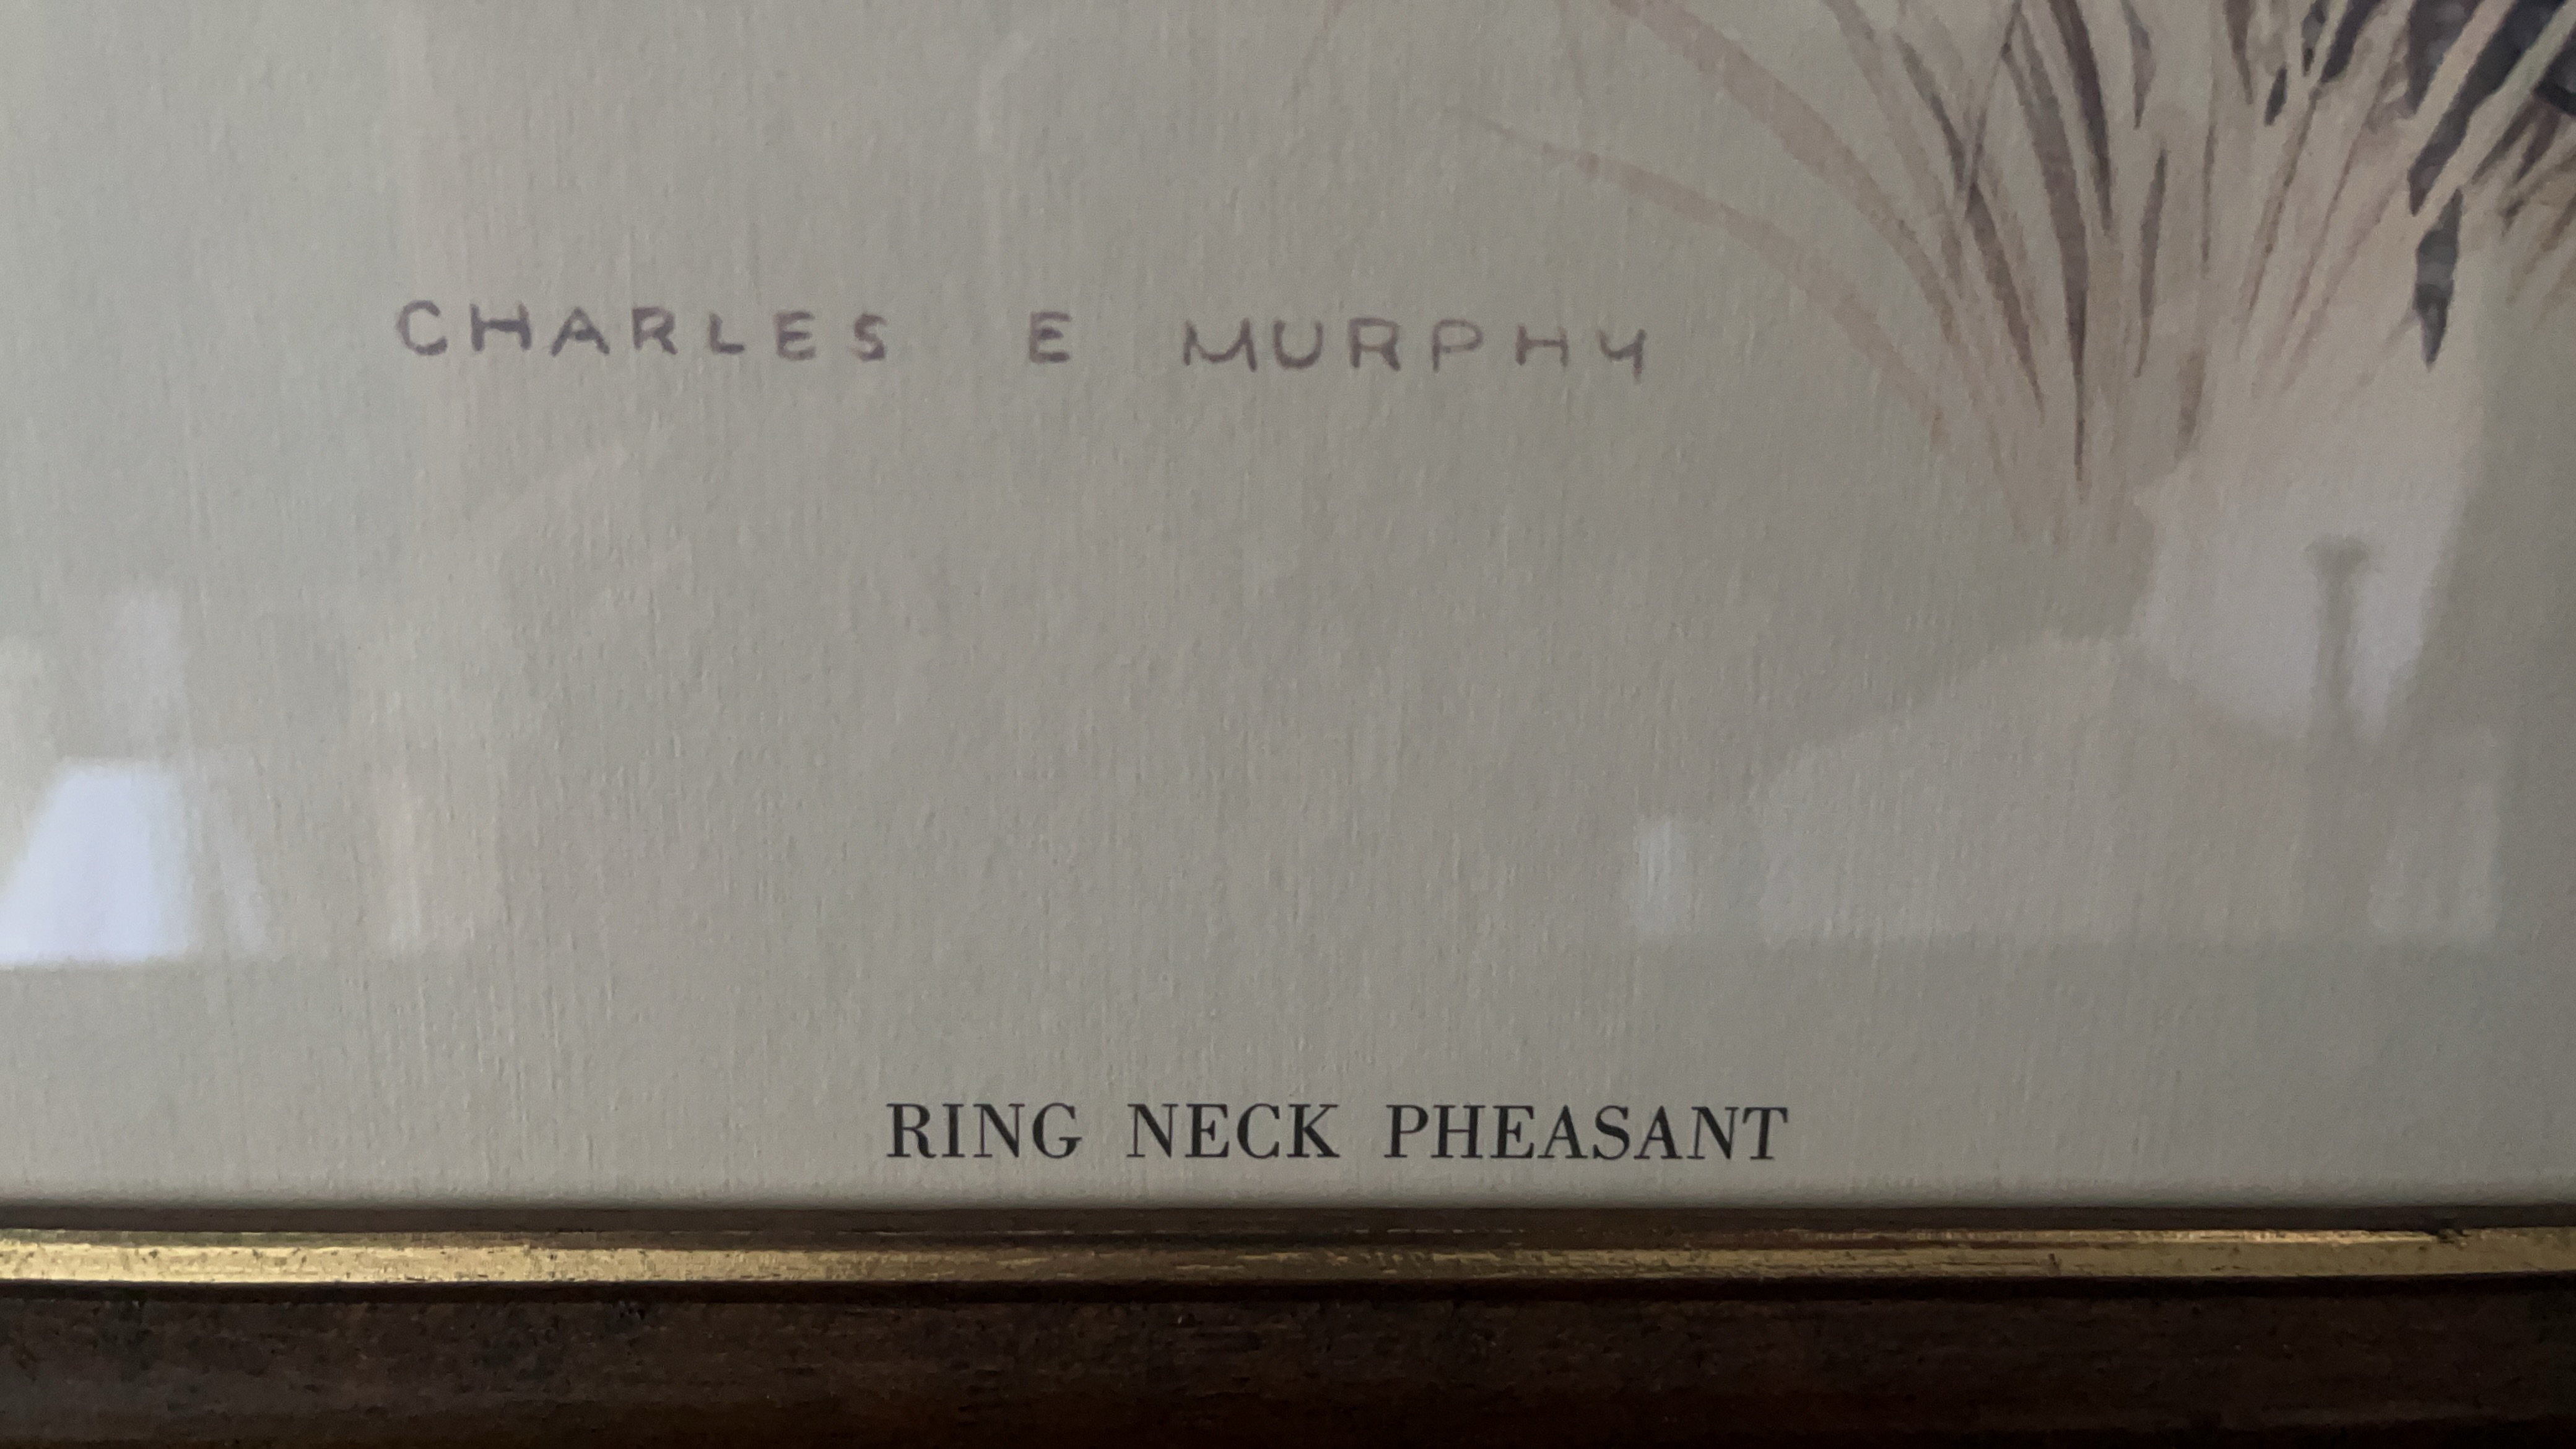 CHARLES E MURPHY
RING NECK PHEASANT